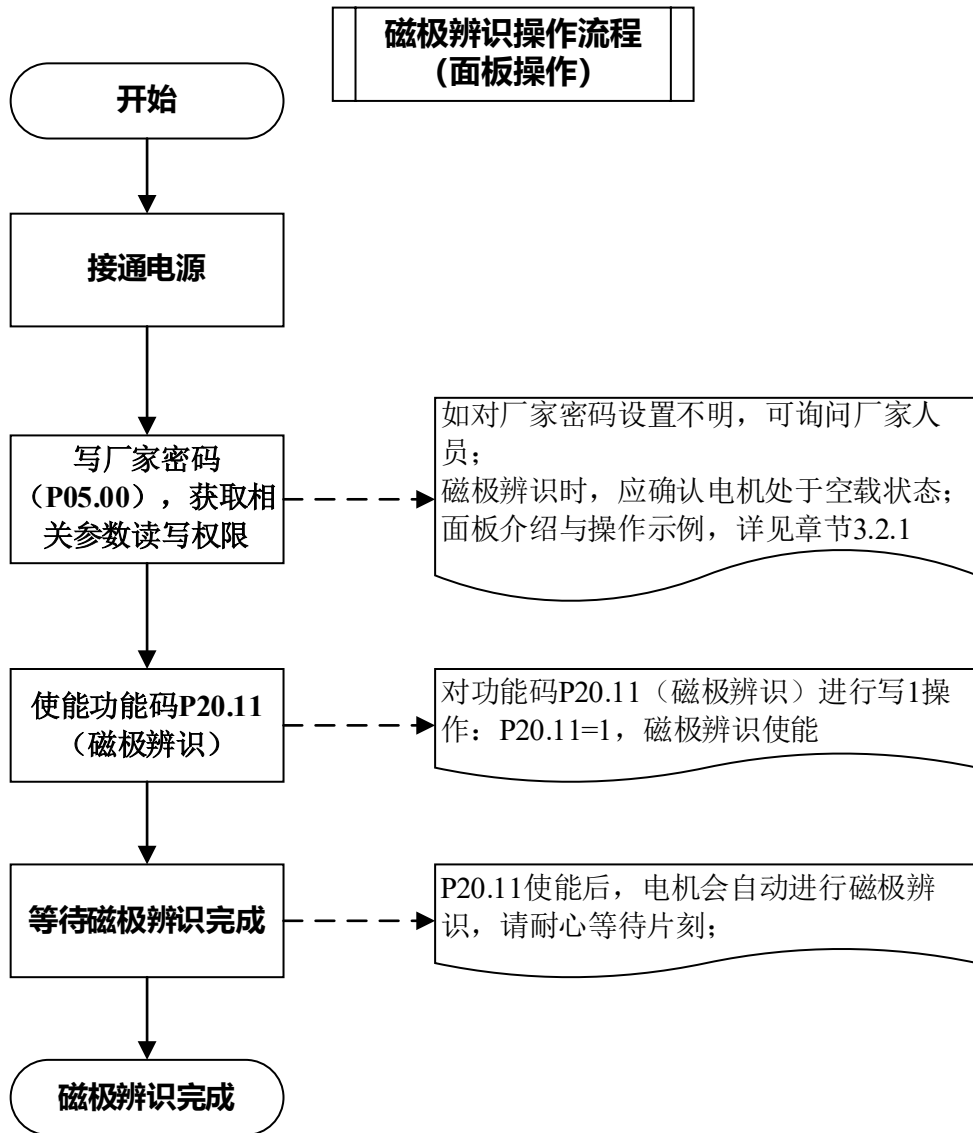 磁极辨识操作流程
(面板操作)
开始
接通电源
写厂家密码
（P05.00），获取相
关参数读写权限
如对厂家密码设置不明，可询问厂家人
员；
磁极辨识时，应确认电机处于空载状态；
面板介绍与操作示例，详见章节3.2.1
使能功能码P20.11
（磁极辨识）
对功能码P20.11（磁极辨识）进行写1操
作：P20.11=1，磁极辨识使能
等待磁极辨识完成
P20.11使能后，电机会自动进行磁极辨
识，请耐心等待片刻；
磁极辨识完成